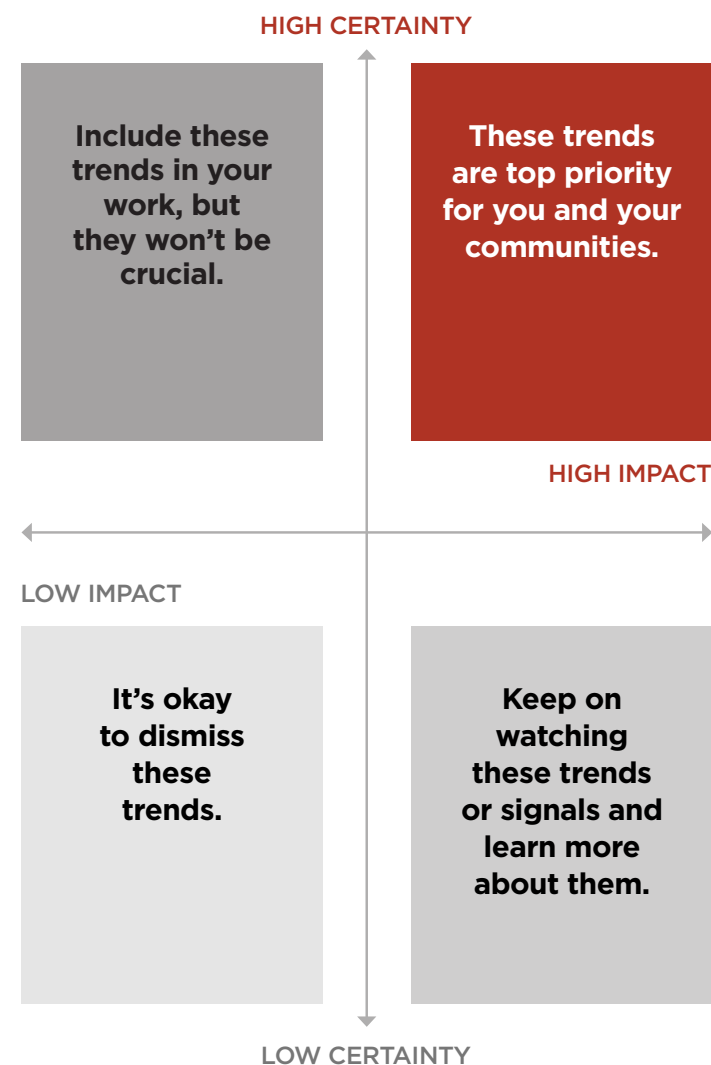 HIGH CERTAINTY
Include these
trends in your
work, but
they won’t be
crucial.
These trends
are top priority
for you and your
communities.
HIGH IMPACT
LOW IMPACT
It’s okay
to dismiss
these
trends.
Keep on
watching
these trends
or signals and
learn more
about them.
LOW CERTAINTY